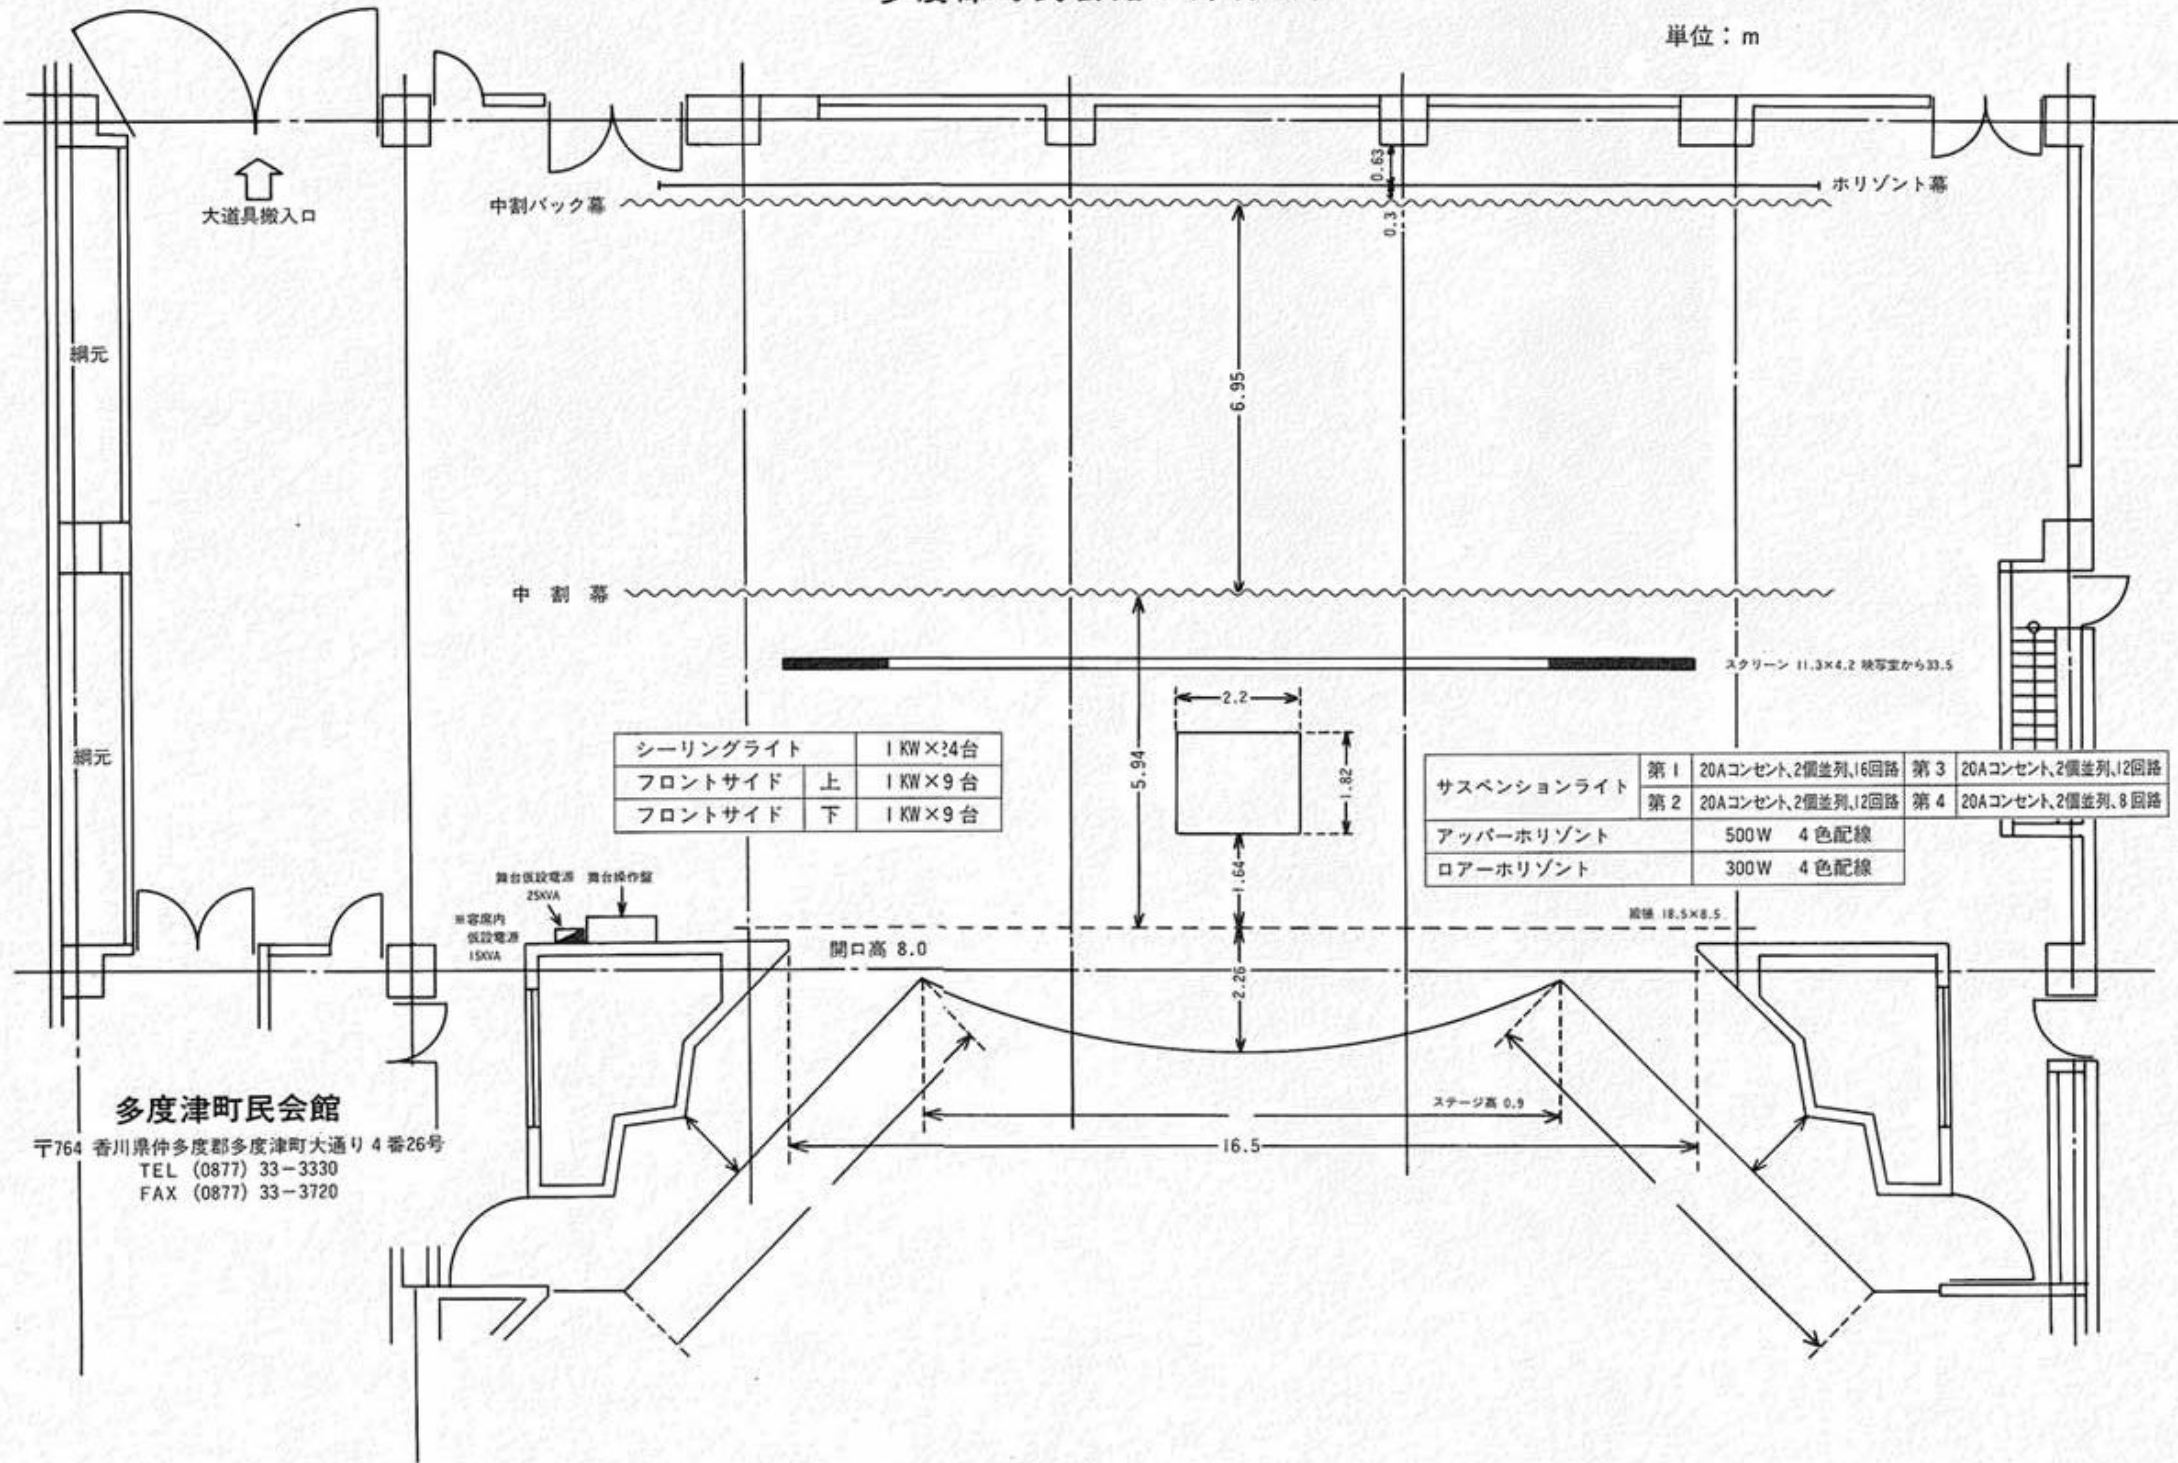 単位：m
大道具搬入口
中割バック幕
ホリゾント幕
0.63
0.3
6.95
綱元
中 割 幕
スクリーン 11.3×4.2 映写室から33.5
2.2
1.82
5.94
1.64
綱元
シーリングライト 1KW×24台
フロントサイド 上 1KW×9台
フロントサイド 下 1KW×9台
サスペンションライト 第1 20Aコンセント、2個並列、16回路 第3 20Aコンセント、2個並列、12回路
第2 20Aコンセント、2個並列、12回路 第4 20Aコンセント、2個並列、8回路
アッパーホリゾント 500W 4色配線
ロアーホリゾント 300W 4色配線
舞台仮設電源
25KVA
舞台操作盤
※客席内
仮設電源
15KVA
緞帳 18.5×8.5
開口高 8.0
2.26
ステージ高 0.9
16.5
多度津町民会館
〒764 香川県仲多度郡多度津町大通り4番26号
TEL (0877) 33-3330
FAX (0877) 33-3720